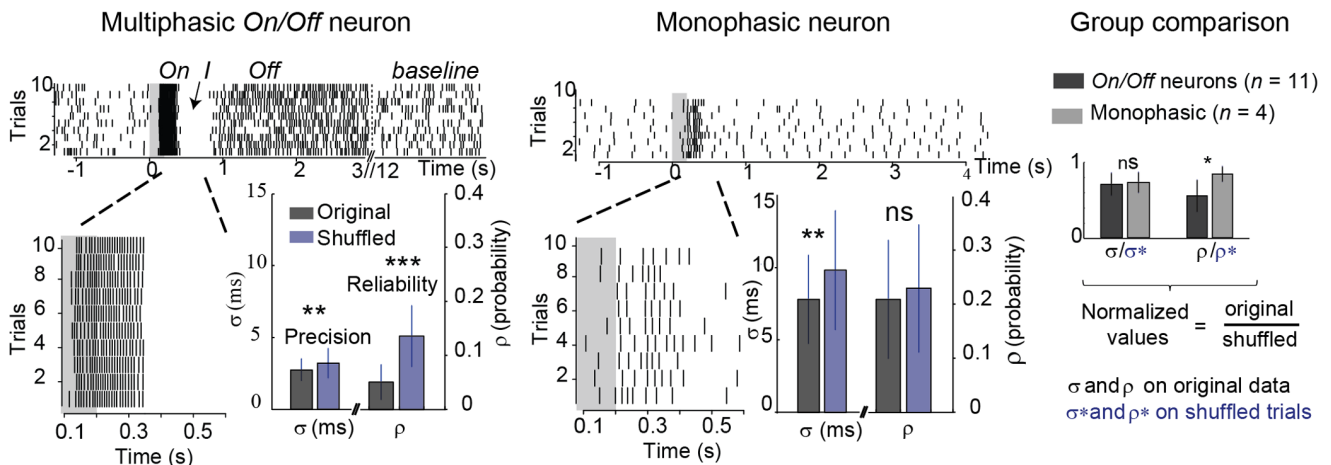 Multiphasic On/Off neuron
On I Off baseline
10
2
Trials
-1 0 1 2 3//12 Time (s)
10
8
6
4
2
Trials
0.1 0.3 0.5
Time (s)
15
10
5
0
σ (ms)
Original
Shuffled
** Precision
*** Reliability
0.4
0.3
0.2
0.1
0
ρ (probability)
σ (ms) ρ
Monophasic neuron
10
2
Trials
-1 0 1 2 3 4 Time (s)
10
8
6
4
2
Trials
0.1 0.3 0.5
Time (s)
15
10
5
0
σ (ms)
**
ns
0.4
0.3
0.2
0.1
0
ρ (probability)
σ (ms) ρ
Group comparison
On/Off neurons (n = 11)
Monophasic (n = 4)
1
0
ns *
σ/σ* ρ/ρ*
Normalized values = original
shuffled
σ and ρ on original data
σ* and ρ* on shuffled trials